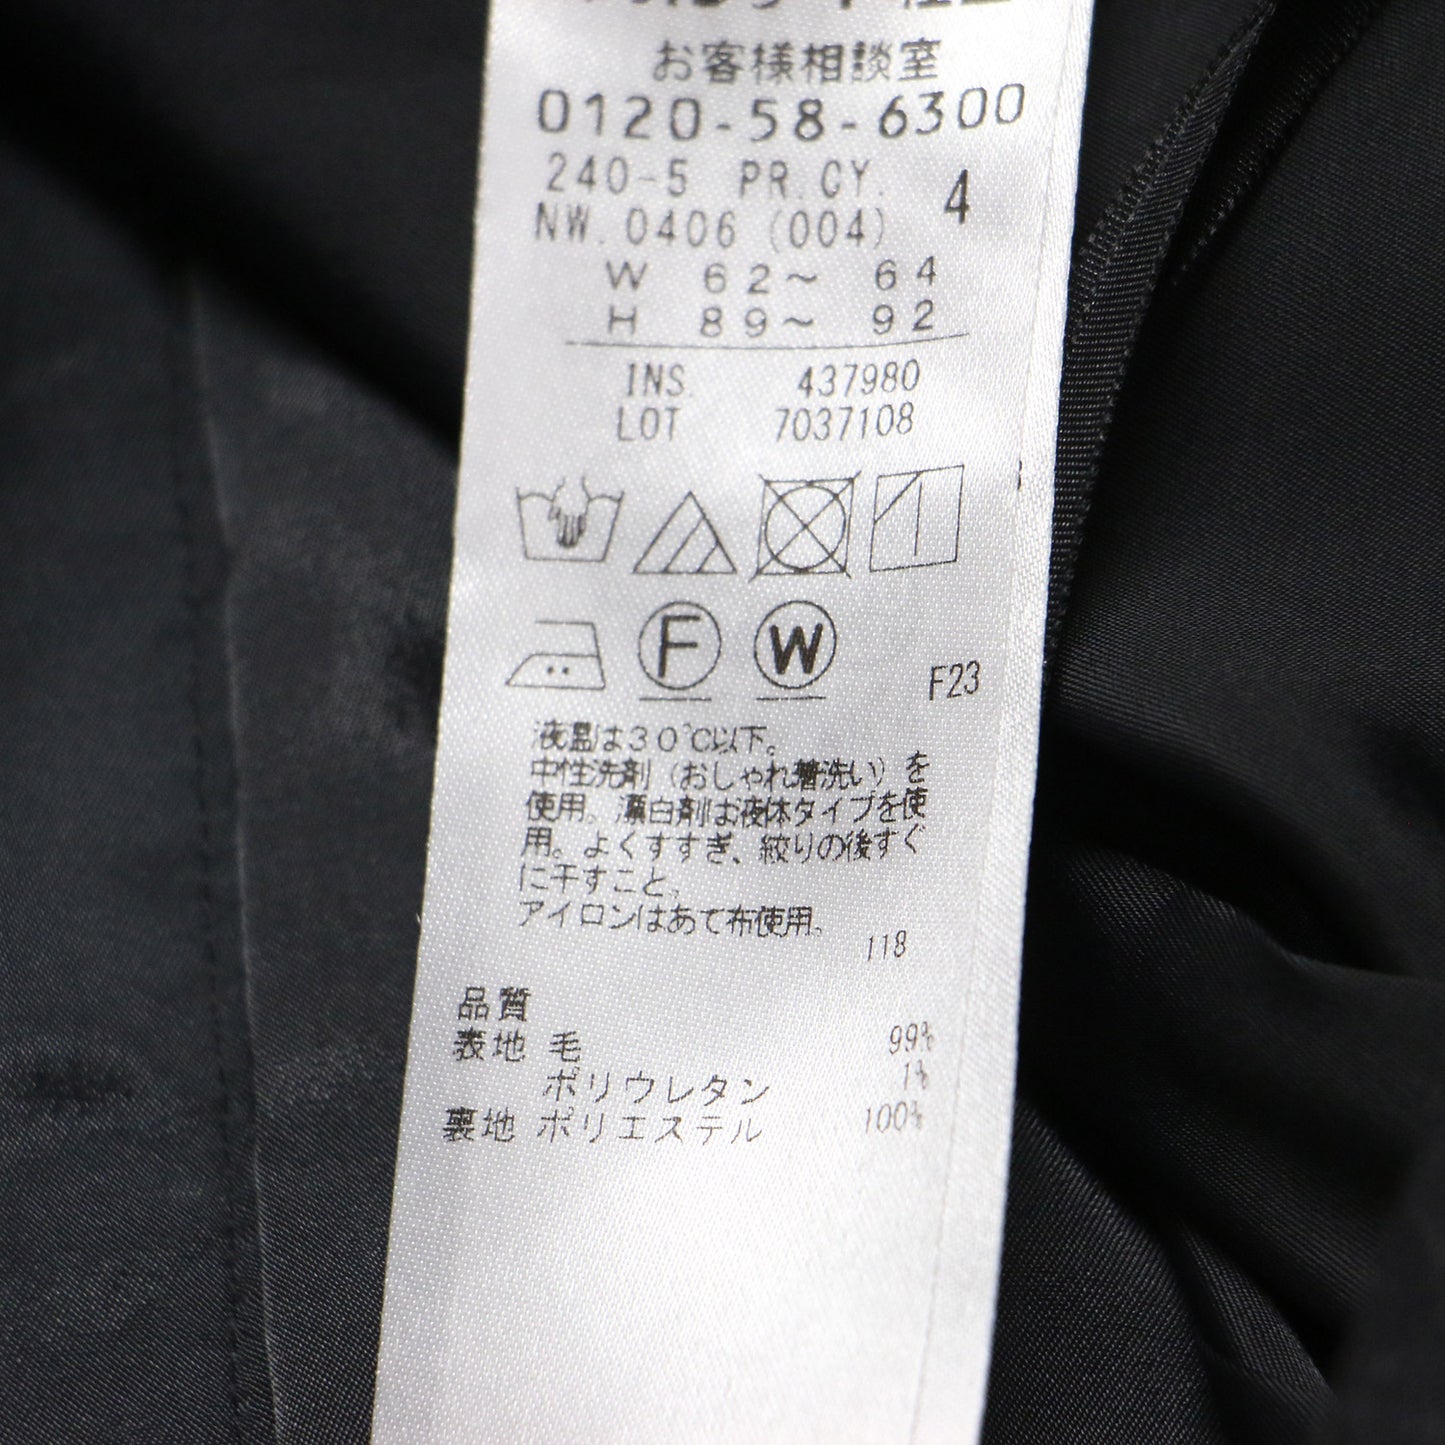 お客様相談室
0120-58-6300
240-5 PR.CY. 4
NW.0406(004)
W 62～ 64
H 89～ 92
INS. 437980
LOT 7037108
F W F23
液温は30℃以下。
中性洗剤（おしゃれ着洗い）を
使用。漂白剤は液体タイプを使
用。よくすすぎ、絞りの後すぐ
に干すこと。
アイロンはあて布使用。
118
品質
表地 毛 99%
ポリウレタン 1%
裏地 ポリエステル 100%